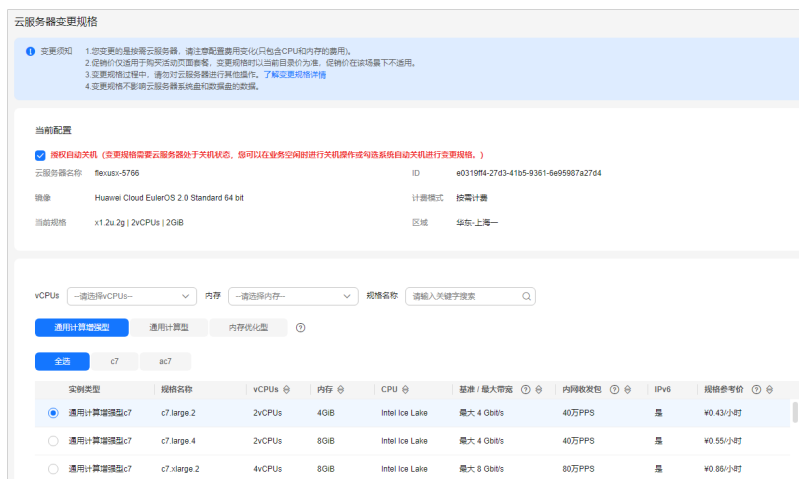 云服务器变更规格
变更须知 1.您变更的是按需云服务器，请注意配置费用变化(只包含CPU和内存的费用)。
2.促销价仅适用于购买活动页面套餐，变更规格时以当前目录价为准，促销价在该场景下不适用。
3.变更规格过程中，请勿对云服务器进行其他操作。了解变更规格详情
4.变更规格不影响云服务器系统盘和数据盘的数据。
当前配置
授权自动关机（变更规格需要云服务器处于关机状态，您可以在业务空闲时进行关机操作或勾选系统自动关机进行变更规格。）
云服务器名称 flexusx-5766 ID e0319ff4-27d3-41b5-9361-6e95987a27d4
镜像 Huawei Cloud EulerOS 2.0 Standard 64 bit 计费模式 按需计费
当前规格 x1.2u.2g | 2vCPUs | 2GiB 区域 华东-上海一
vCPUs --请选择vCPUs-- 内存 --请选择内存-- 规格名称 请输入关键字搜索
通用计算增强型 通用计算型 内存优化型
全选 c7 ac7
实例类型 规格名称 vCPUs 内存 CPU 基准 / 最大带宽 内网收发包 IPv6 规格参考价
通用计算增强型c7 c7.large.2 2vCPUs 4GiB Intel Ice Lake 最大 4 Gbit/s 40万PPS 是 ¥0.43/小时
通用计算增强型c7 c7.large.4 2vCPUs 8GiB Intel Ice Lake 最大 4 Gbit/s 40万PPS 是 ¥0.55/小时
通用计算增强型c7 c7.xlarge.2 4vCPUs 8GiB Intel Ice Lake 最大 8 Gbit/s 80万PPS 是 ¥0.86/小时